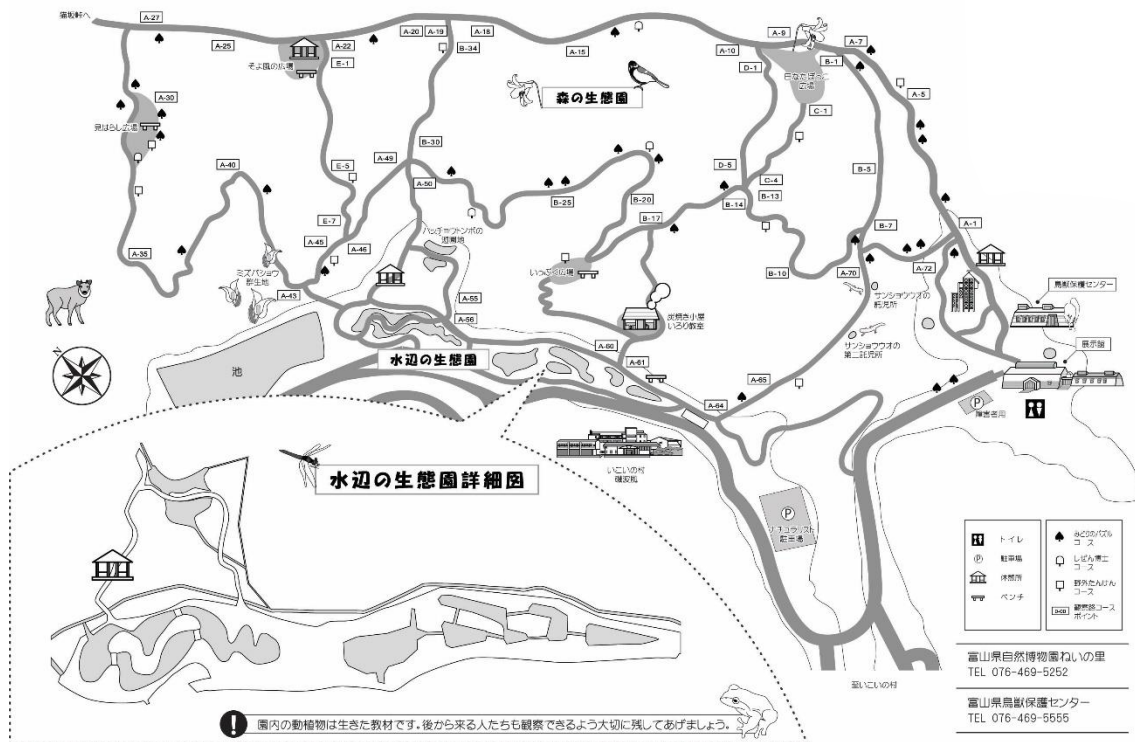 猫坂峠へ
A-27
A-25
A-22
A-20
A-19
A-18
A-15
A-10
A-9
A-7
B-34
E-1
D-1
B-1
そよ風の広場
日なたぼっこ
広場
森の生態園
A-30
A-5
見はらし広場
C-1
A-40
E-5
A-49
B-30
A-50
D-5
C-4
B-13
B-14
B-5
B-25
B-20
B-17
E-7
A-45
A-46
ハッチョウトンボの
湿地
B-7
A-1
A-35
ミズバショウ
群生地
いっぷく広場
B-10
A-70
A-72
A-43
サンショウウオの
託児所
鳥獣保護センター
A-55
A-56
炭焼き小屋
いろり教室
サンショウウオの
第二託児所
展示館
水辺の生態園
A-60
A-61
池
A-65
A-64
障害者用
水辺の生態園詳細図
いこいの村
磯波風
ナチュラリスト
駐車場
トイレ
駐車場
休憩所
ベンチ
みどりのパズル
コース
しぜん博士
コース
野外たんけん
コース
観察路コース
ポイント
至いこいの村
富山県自然博物園ねいの里
TEL 076-469-5252
富山県鳥獣保護センター
TEL 076-469-5555
園内の動植物は生きた教材です。後から来る人たちも観察できるよう大切に残してあげましょう。